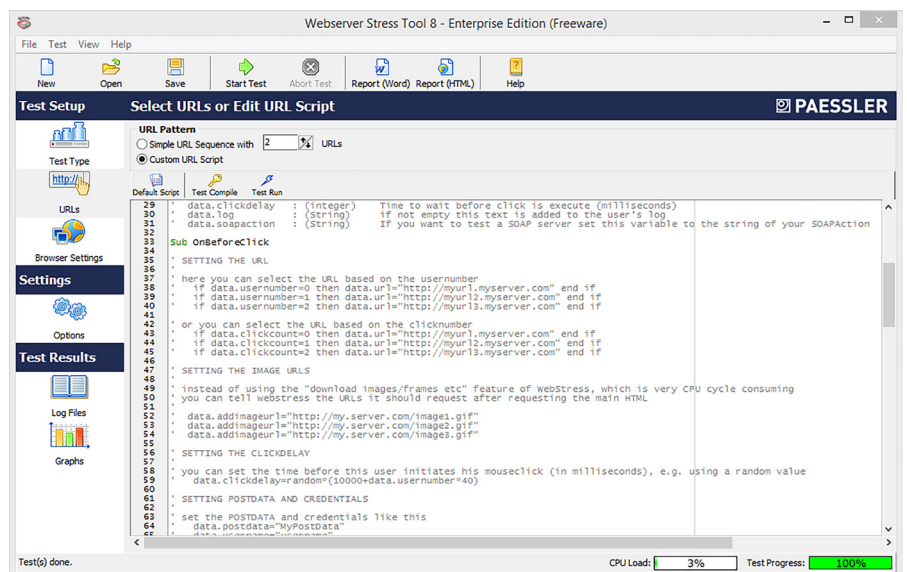 Webserver Stress Tool 8 - Enterprise Edition (Freeware)
File Test View Help
New Open Save Start Test Abort Test Report (Word) Report (HTML) Help
Test Setup
Select URLs or Edit URL Script
PAESSLER
Test Type
http://
URLs
Browser Settings
Settings
Options
Test Results
Log Files
Graphs
URL Pattern
Simple URL Sequence with 2 URLs
Custom URL Script
Default Script Test Compile Test Run
29 ' data.clickdelay : (integer) Time to wait before click is execute (milliseconds)
30 ' data.log : (String) if not empty this text is added to the user's log
31 ' data.soapaction : (String) If you want to test a SOAP server set this variable to the string of your SOAPAction
32
33 Sub OnBeforeClick
34
35 ' SETTING THE URL
36 '
37 ' here you can select the URL based on the usernumber
38 ' if data.usernumber=0 then data.url="http://myurl.myserver.com" end if
39 ' if data.usernumber=1 then data.url="http://myurl2.myserver.com" end if
40 ' if data.usernumber=2 then data.url="http://myurl3.myserver.com" end if
41
42 ' or you can select the URL based on the clicknumber
43 ' if data.clickcount=0 then data.url="http://myurl.myserver.com" end if
44 ' if data.clickcount=1 then data.url="http://myurl2.myserver.com" end if
45 ' if data.clickcount=2 then data.url="http://myurl3.myserver.com" end if
46
47 ' SETTING THE IMAGE URLS
48 '
49 ' instead of using the "download images/frames etc" feature of WebStress, which is very CPU cycle consuming
50 ' you can tell webstress the URLs it should request after requesting the main HTML
51 '
52 ' data.addimageurl="http://my.server.com/image1.gif"
53 ' data.addimageurl="http://my.server.com/image2.gif"
54 ' data.addimageurl="http://my.server.com/image3.gif"
55
56 ' SETTING THE CLICKDELAY
57 '
58 ' you can set the time before this user initiates his mouseclick (in milliseconds), e.g. using a random value
59 ' data.clickdelay=random*(10000+data.usernumber*40)
60
61 ' SETTING POSTDATA AND CREDENTIALS
62 '
63 ' set the POSTDATA and credentials like this
64 ' data.postdata="MyPostData"
65 ' data.username="username"
Test(s) done.
CPU Load: 3% Test Progress: 100%